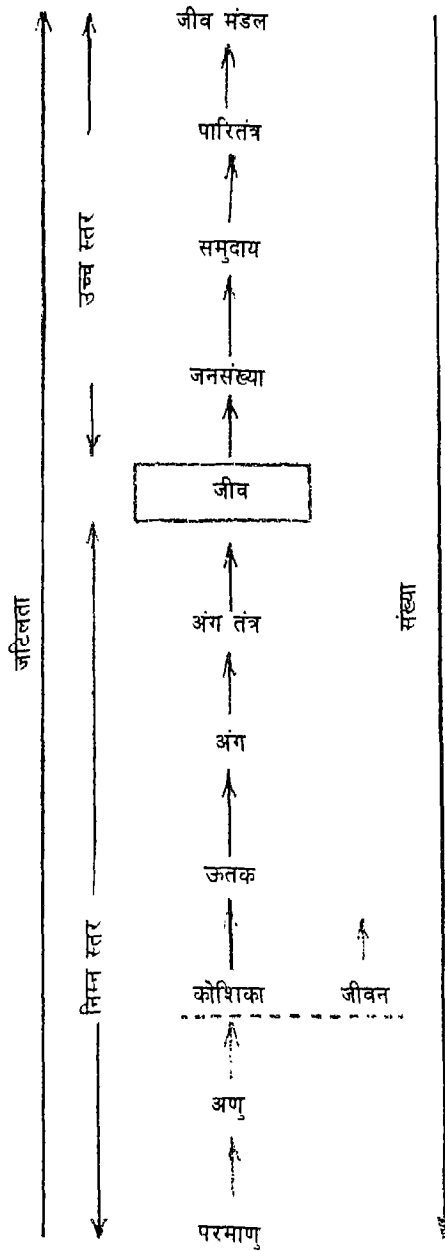 जीव मंडल
पारितंत्र
समुदाय
जनसंख्या
जीव
अंग तंत्र
अंग
ऊतक
कोशिका जीवन
अणु
परमाणु
उच्च स्तर
निम्न स्तर
जटिलता
संख्या